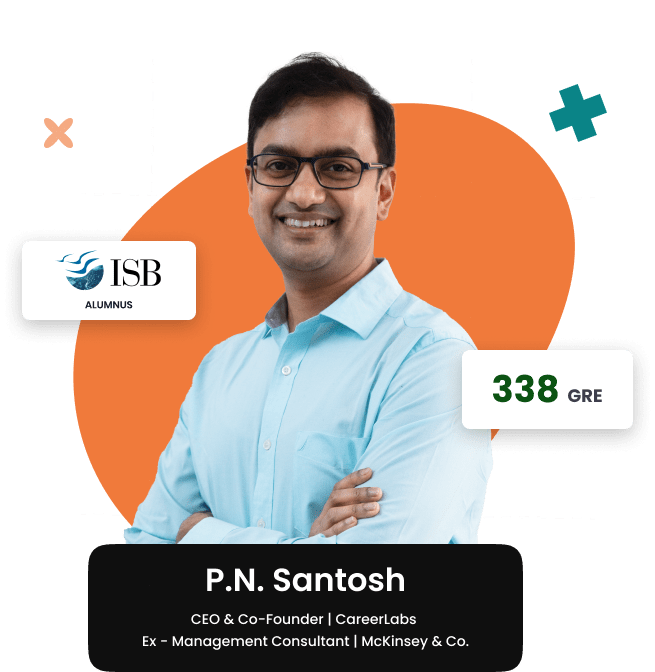 ISB
ALUMNUS
338 GRE
P.N. Santosh
CEO & Co-Founder | CareerLabs
Ex - Management Consultant | McKinsey & Co.